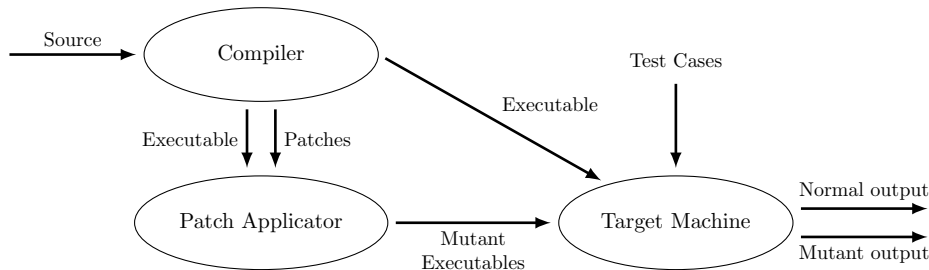 Source
Compiler
Test Cases
Executable
Executable
Patches
Patch Applicator
Mutant
Executables
Target Machine
Normal output
Mutant output